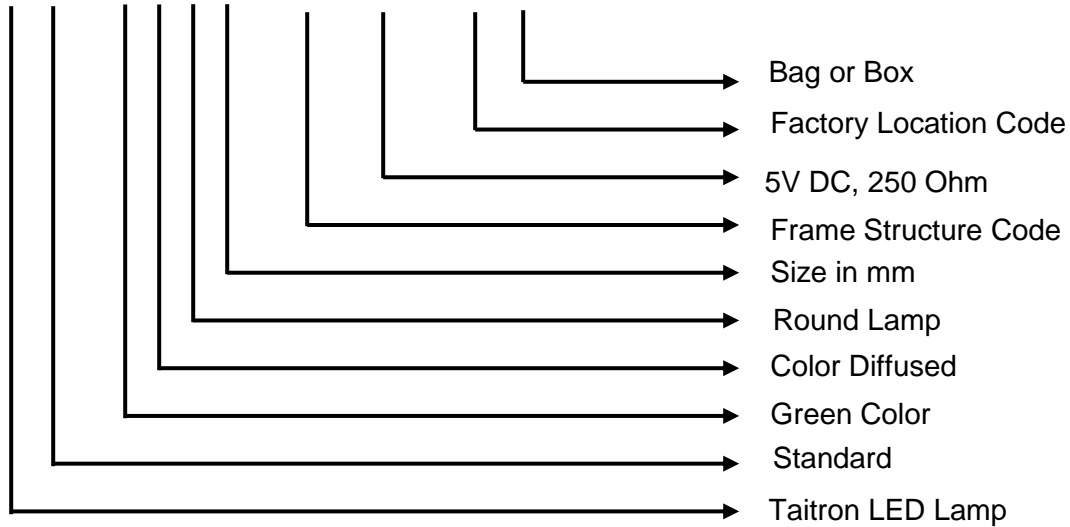 Bag or Box
Factory Location Code
5V DC, 250 Ohm
Frame Structure Code
Size in mm
Round Lamp
Color Diffused
Green Color
Standard
Taitron LED Lamp